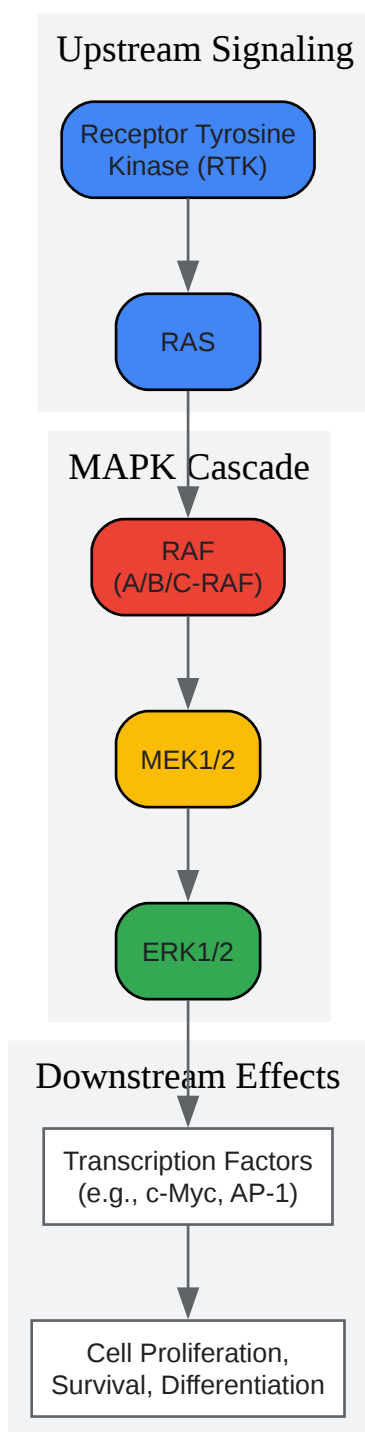 Upstream Signaling
Receptor Tyrosine
Kinase (RTK)
RAS
MAPK Cascade
RAF
(A/B/C-RAF)
MEK1/2
ERK1/2
Downstream Effects
Transcription Factors
(e.g., c-Myc, AP-1)
Cell Proliferation,
Survival, Differentiation